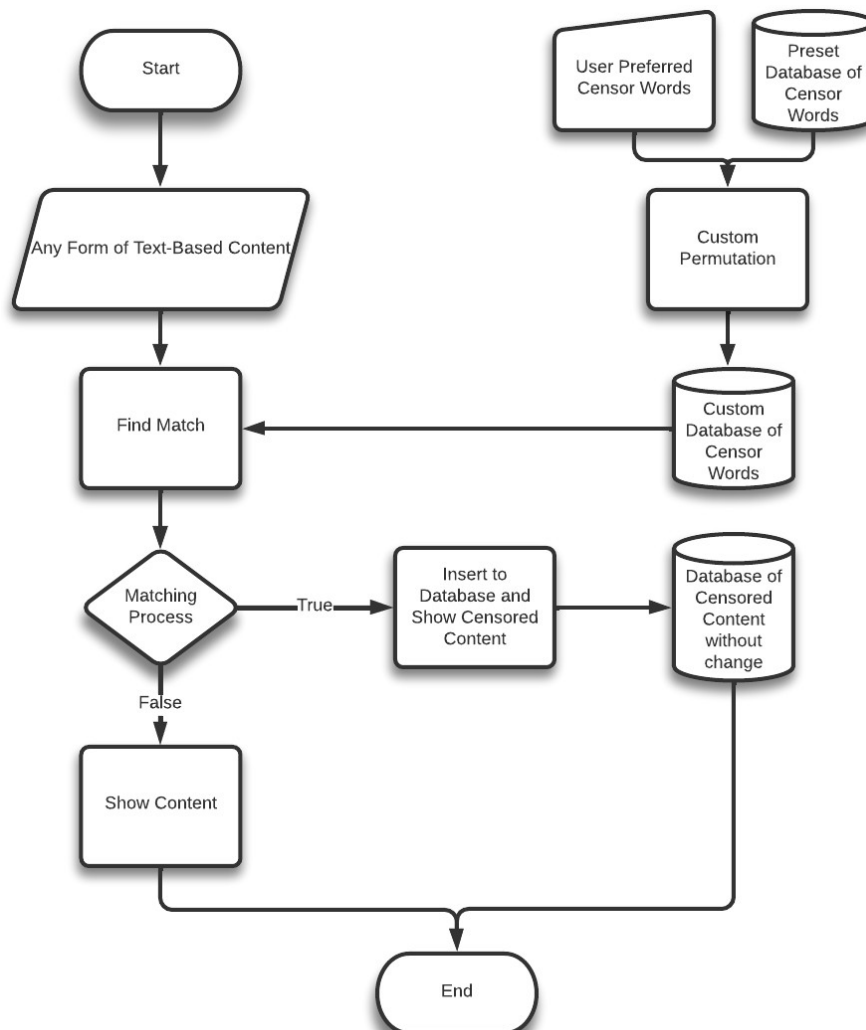 Start
User Preferred
Censor Words
Preset
Database of
Censor
Words
Any Form of Text-Based Content
Custom
Permutation
Find Match
Custom
Database of
Censor
Words
Matching
Process
True
Insert to
Database and
Show Censored
Content
Database of
Censored
Content
without
change
False
Show Content
End